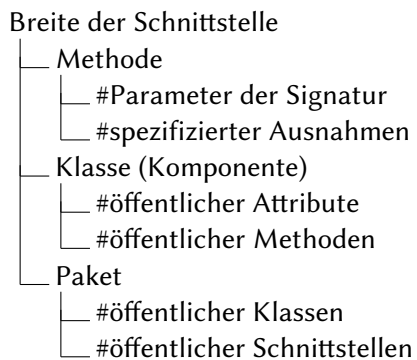 Breite der Schnittstelle
Methode
#Parameter der Signatur
#spezifizierter Ausnahmen
Klasse (Komponente)
#öffentlicher Attribute
#öffentlicher Methoden
Paket
#öffentlicher Klassen
#öffentlicher Schnittstellen